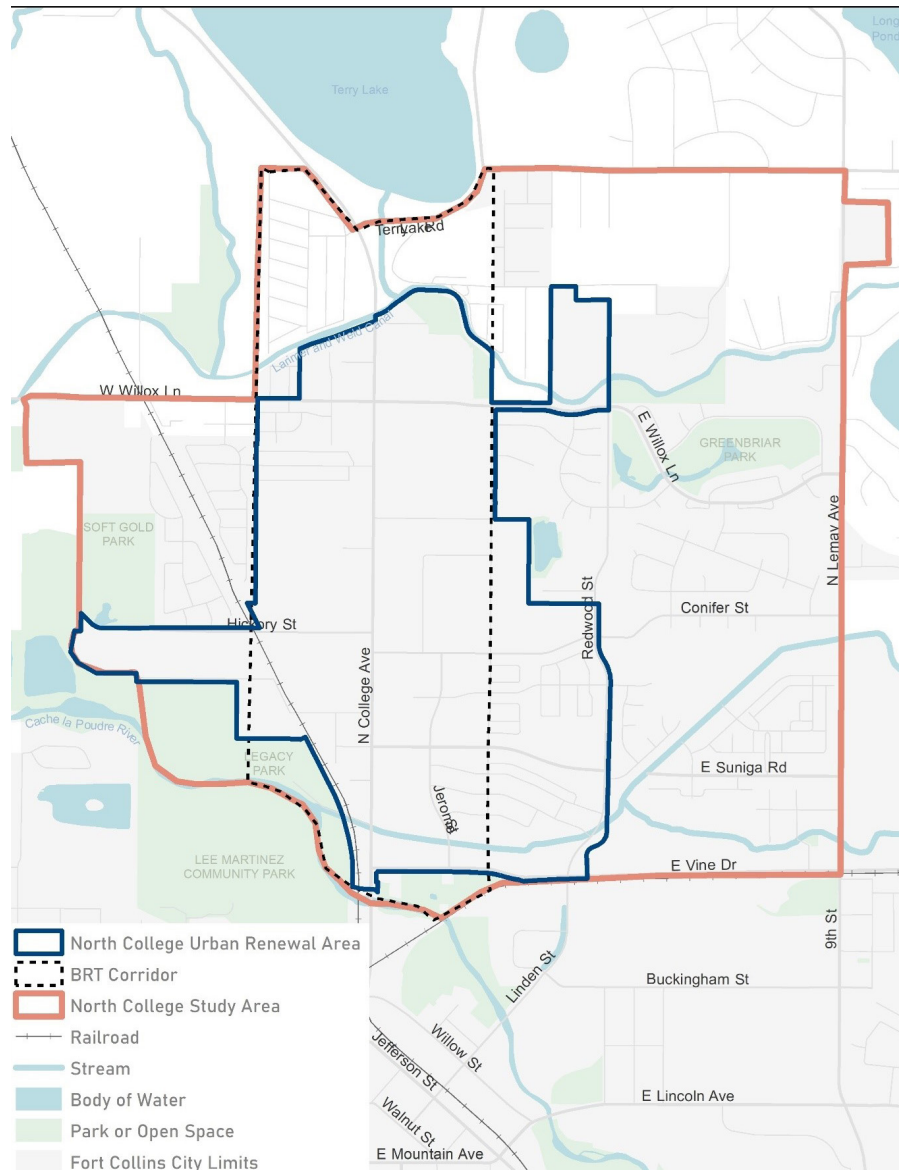 Long
Pond
Terry Lake
Terry Lake Rd
Larimer and Weld Canal
W Willox Ln
E Willox Ln
GREENBRIAR
PARK
N Lemay Ave
SOFT GOLD
PARK
Redwood St
Conifer St
Hickory St
N College Ave
Cache la Poudre River
LEGACY
PARK
E Suniga Rd
Jerome St
LEE MARTINEZ
COMMUNITY PARK
E Vine Dr
9th St
Linden St
Buckingham St
Willow St
Jefferson St
Walnut St
E Lincoln Ave
E Mountain Ave
North College Urban Renewal Area
BRT Corridor
North College Study Area
Railroad
Stream
Body of Water
Park or Open Space
Fort Collins City Limits